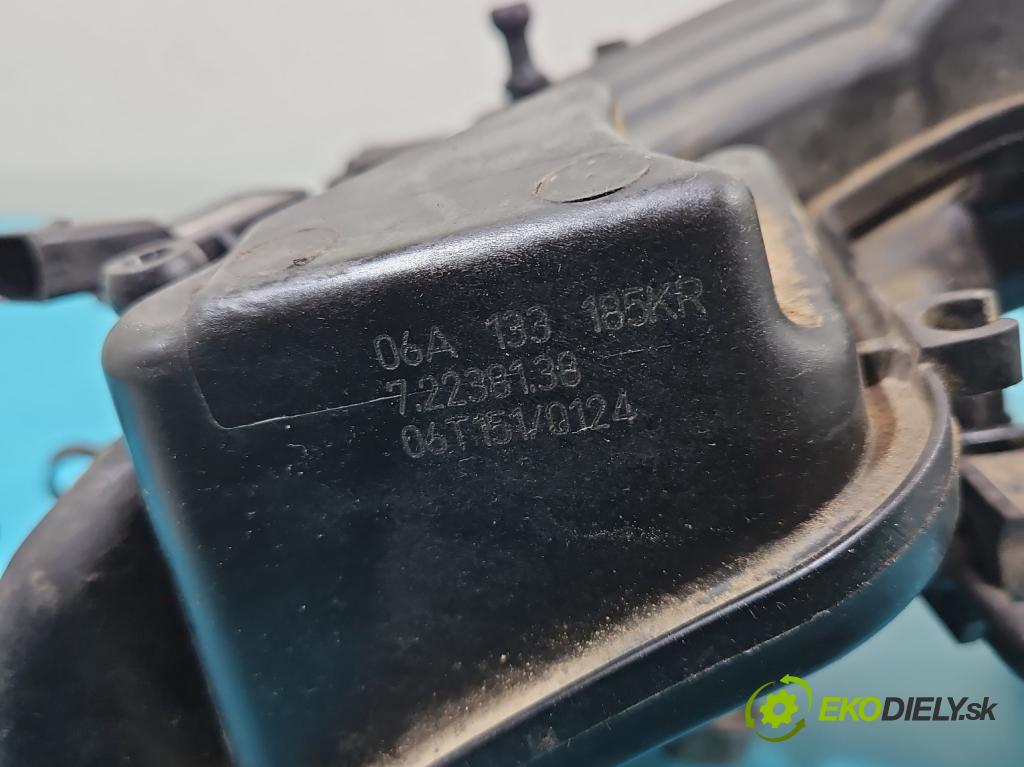 06A 133 185KR
7.22381.38
06T151/0124
EKODIELY.sk